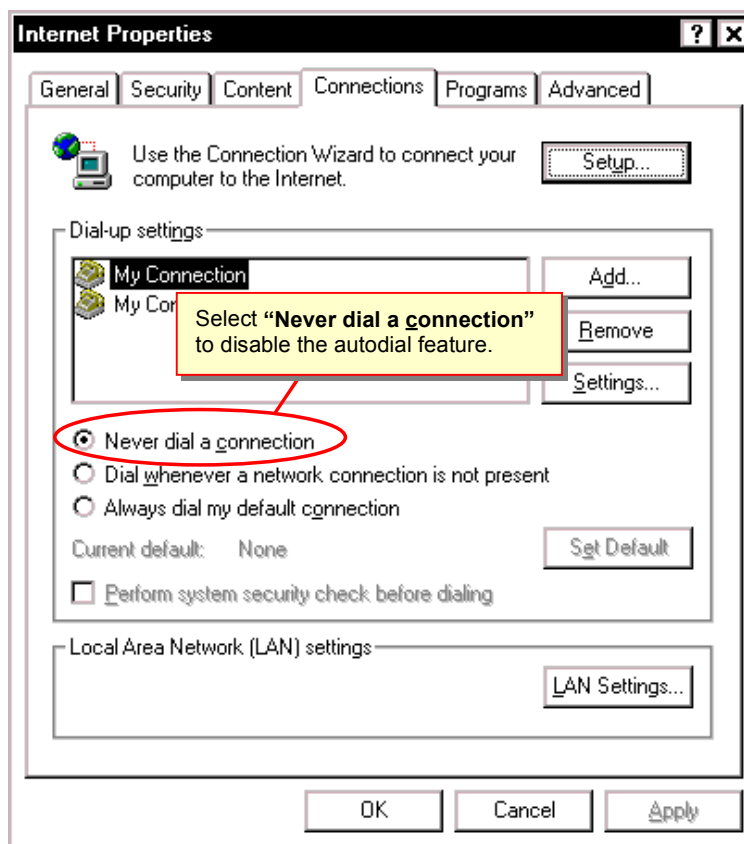 Internet Properties
?
X
General
Security
Content
Connections
Programs
Advanced
Use the Connection Wizard to connect your
computer to the Internet.
Setup...
Dial-up settings
My Connection
My
Add...
Remove
Settings...
Select “Never dial a connection”
to disable the autodial feature.
Never dial a connection
Dial whenever a network connection is not present
Always dial my default connection
Current default: None
Set Default
Perform system security check before dialing
Local Area Network (LAN) settings
LAN Settings...
OK
Cancel
Apply